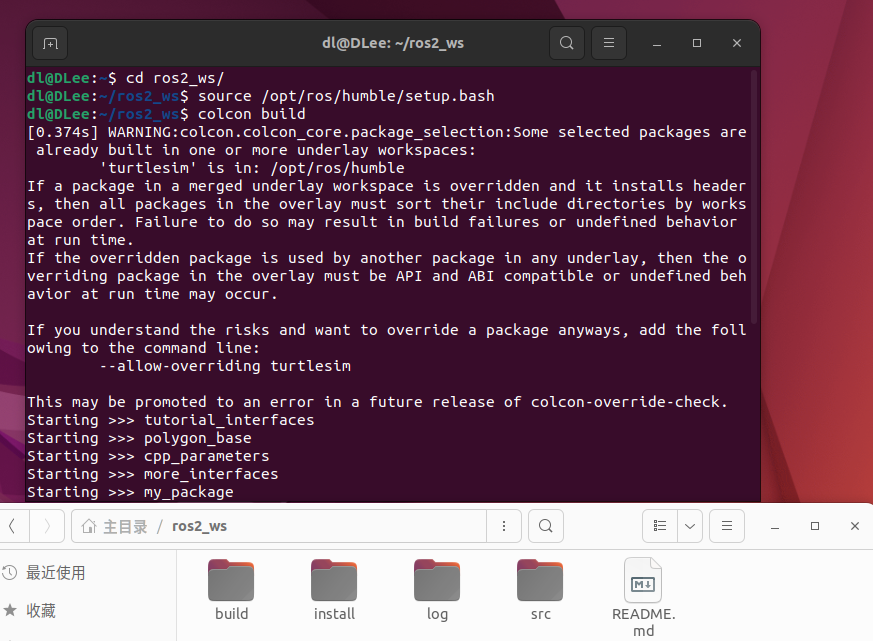 dl@DLee: ~/ros2_ws
dl@DLee:~$ cd ros2_ws/
dl@DLee:~/ros2_ws$ source /opt/ros/humble/setup.bash
dl@DLee:~/ros2_ws$ colcon build
[0.374s] WARNING:colcon.colcon_core.package_selection:Some selected packages are
 already built in one or more underlay workspaces:
        'turtlesim' is in: /opt/ros/humble
If a package in a merged underlay workspace is overridden and it installs header
s, then all packages in the overlay must sort their include directories by works
pace order. Failure to do so may result in build failures or undefined behavior
at run time.
If the overridden package is used by another package in any underlay, then the o
verriding package in the overlay must be API and ABI compatible or undefined beh
avior at run time may occur.
If you understand the risks and want to override a package anyways, add the foll
owing to the command line:
        --allow-overriding turtlesim
This may be promoted to an error in a future release of colcon-override-check.
Starting >>> tutorial_interfaces
Starting >>> polygon_base
Starting >>> cpp_parameters
Starting >>> more_interfaces
Starting >>> my_package
主目录 / ros2_ws
最近使用
收藏
build
install
log
src
README.
md